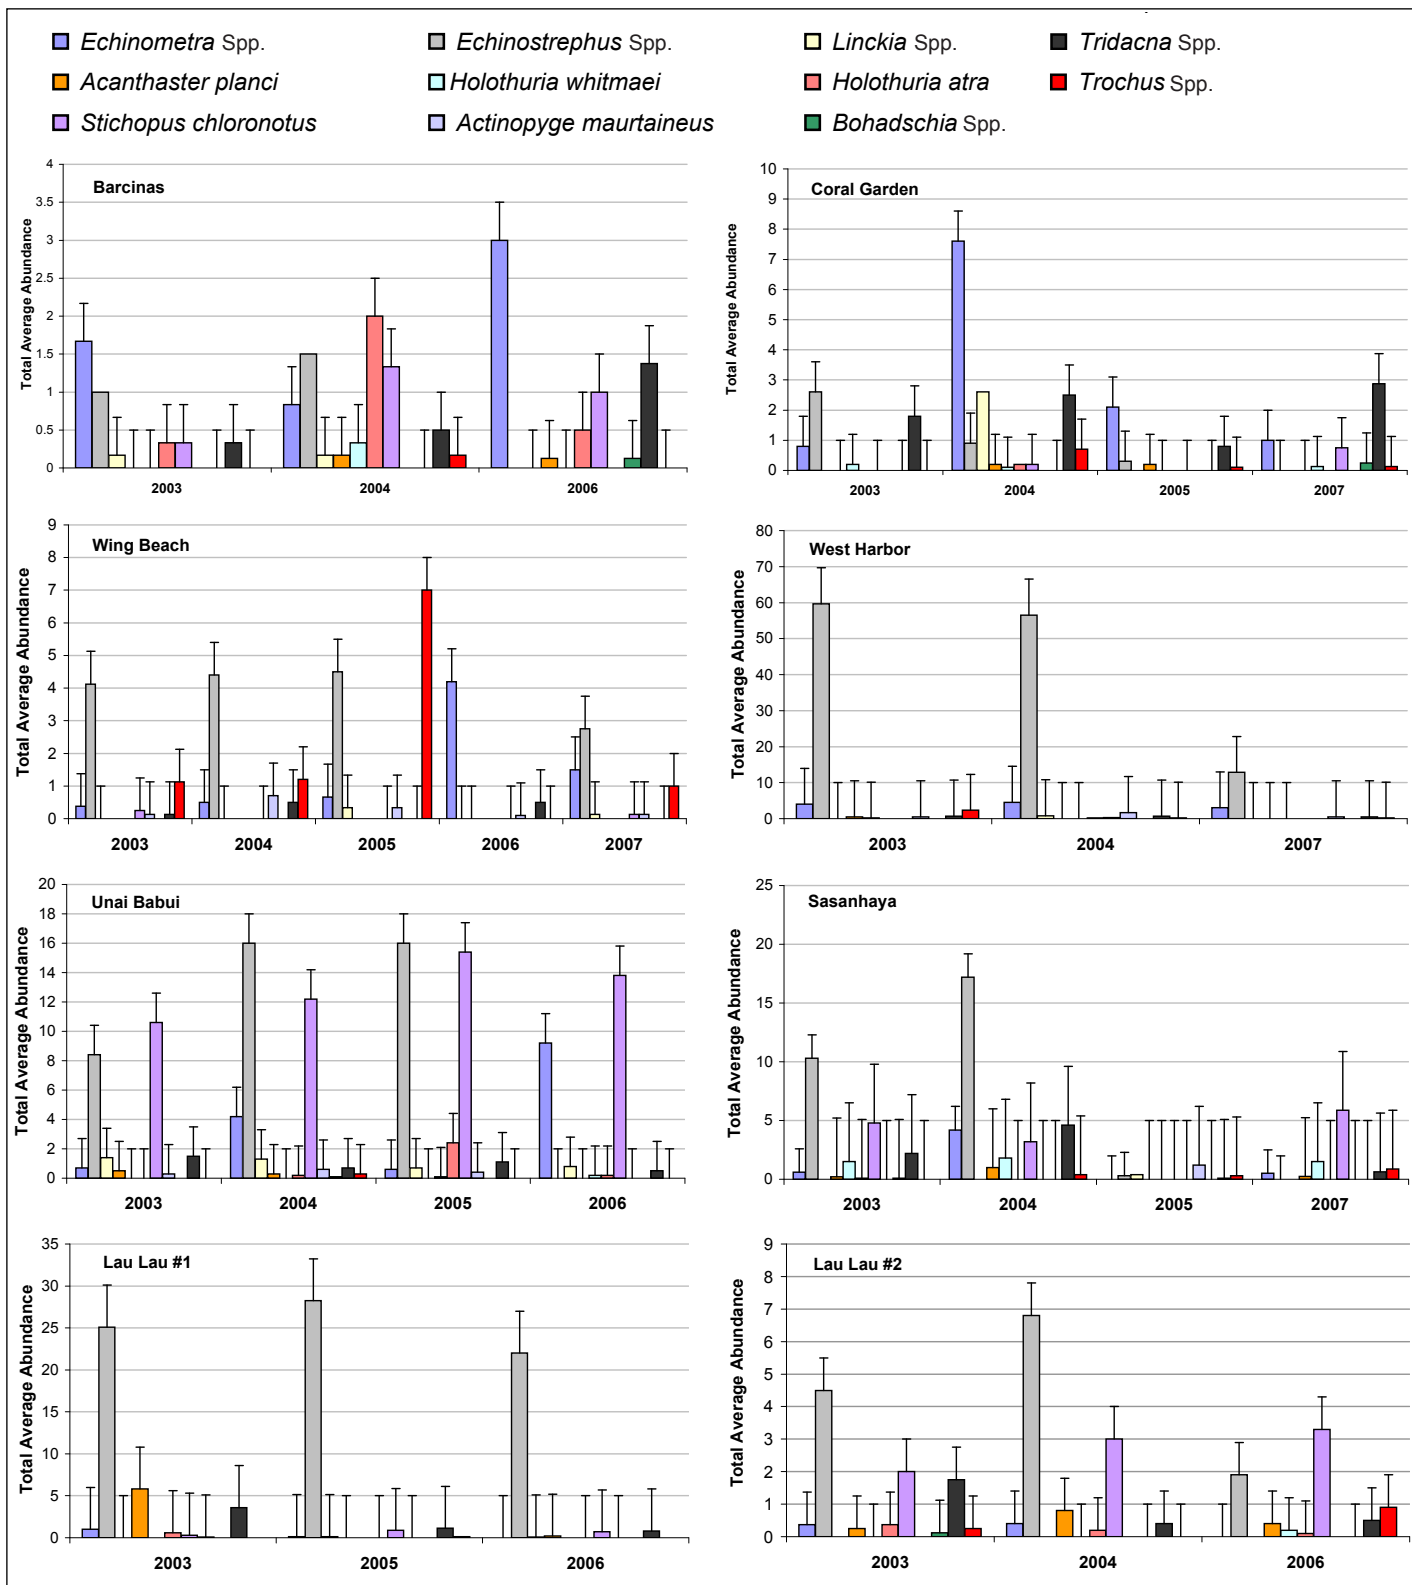 Echinometra Spp. Echinostrephus Spp. Linckia Spp. Tridacna Spp.
Acanthaster planci Holothuria whitmaei Holothuria atra Trochus Spp.
Stichopus chloronotus Actinopyge maurtaineus Bohadschia Spp.
Barcinas
Total Average Abundance
4
3.5
3
2.5
2
1.5
1
0.5
0
2003 2004 2006
Coral Garden
Total Average Abundance
10
9
8
7
6
5
4
3
2
1
0
2003 2004 2005 2007
Wing Beach
Total Average Abundance
9
8
7
6
5
4
3
2
1
0
2003 2004 2005 2006 2007
West Harbor
Total Average Abundance
80
70
60
50
40
30
20
10
0
2003 2004 2007
Unai Babui
Total Average Abundance
20
18
16
14
12
10
8
6
4
2
0
2003 2004 2005 2006
Sasanhaya
Total Average Abundance
25
20
15
10
5
0
2003 2004 2005 2007
Lau Lau #1
Total Average Abundance
35
30
25
20
15
10
5
0
2003 2005 2006
Lau Lau #2
Total Average Abundance
9
8
7
6
5
4
3
2
1
0
2003 2004 2006